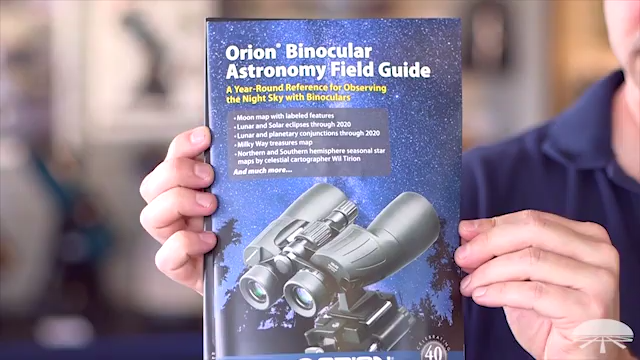 Orion® Binocular
Astronomy Field Guide
A Year-Round Reference for Observing
the Night Sky with Binoculars
• Moon map with labeled features
• Lunar and Solar eclipses through 2020
• Lunar and planetary conjunctions through 2020
• Milky Way treasures map
• Northern and Southern hemisphere seasonal star
maps by celestial cartographer Wil Tirion
And much more...
CELEBRATING
40
ORION